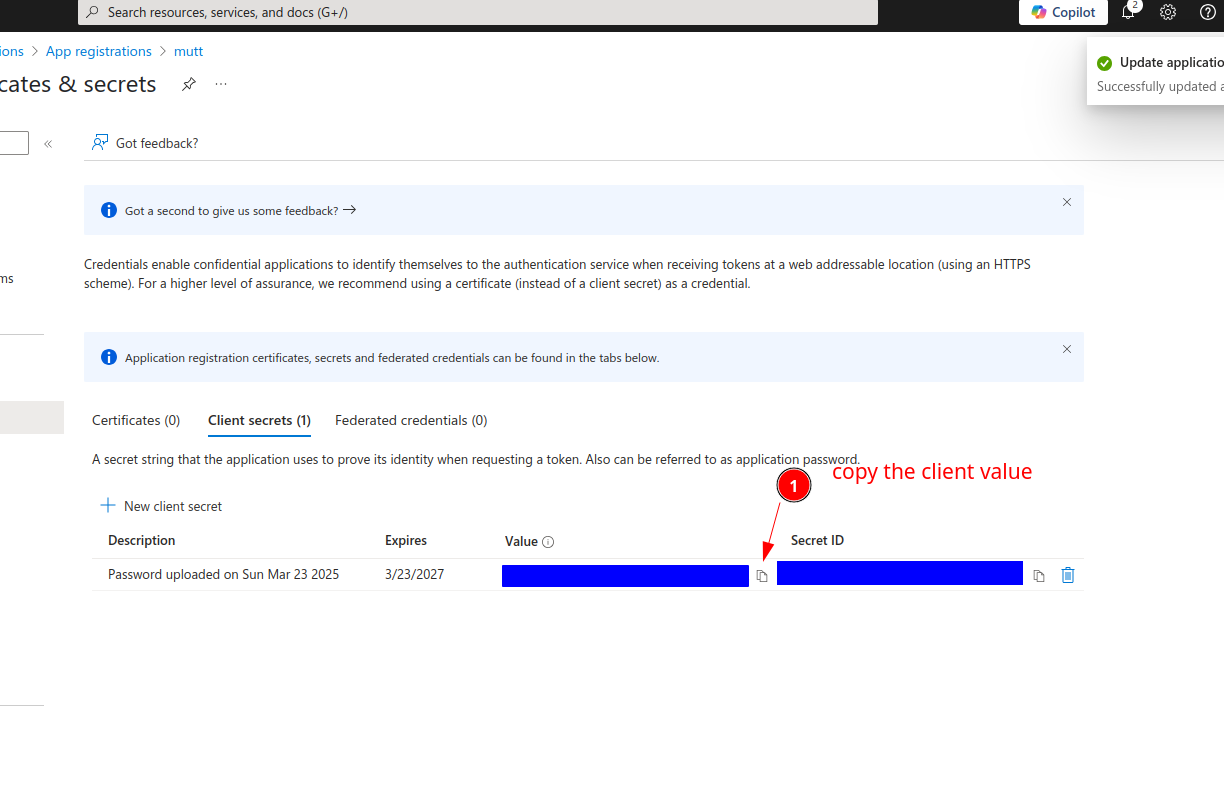 Search resources, services, and docs (G+/)
Copilot
2
ions > App registrations > mutt
cates & secrets
Update applicatio
Successfully updated a
Got feedback?
Got a second to give us some feedback? →
Credentials enable confidential applications to identify themselves to the authentication service when receiving tokens at a web addressable location (using an HTTPS
scheme). For a higher level of assurance, we recommend using a certificate (instead of a client secret) as a credential.
ms
Application registration certificates, secrets and federated credentials can be found in the tabs below.
Certificates (0) Client secrets (1) Federated credentials (0)
A secret string that the application uses to prove its identity when requesting a token. Also can be referred to as application password.
copy the client value
1
New client secret
Description Expires Value Secret ID
Password uploaded on Sun Mar 23 2025 3/23/2027